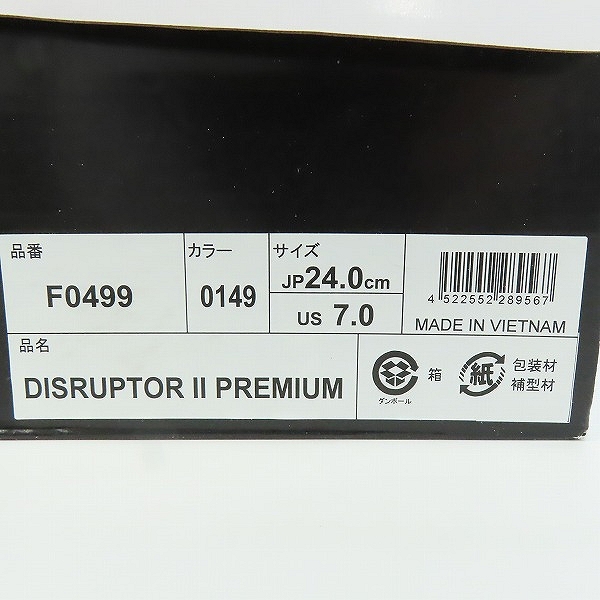 品番
F0499
カラー
0149
サイズ
JP24.0cm
US 7.0
4 522552 289567
MADE IN VIETNAM
品名
DISRUPTOR II PREMIUM
ダンボール
箱
紙
包装材
補型材